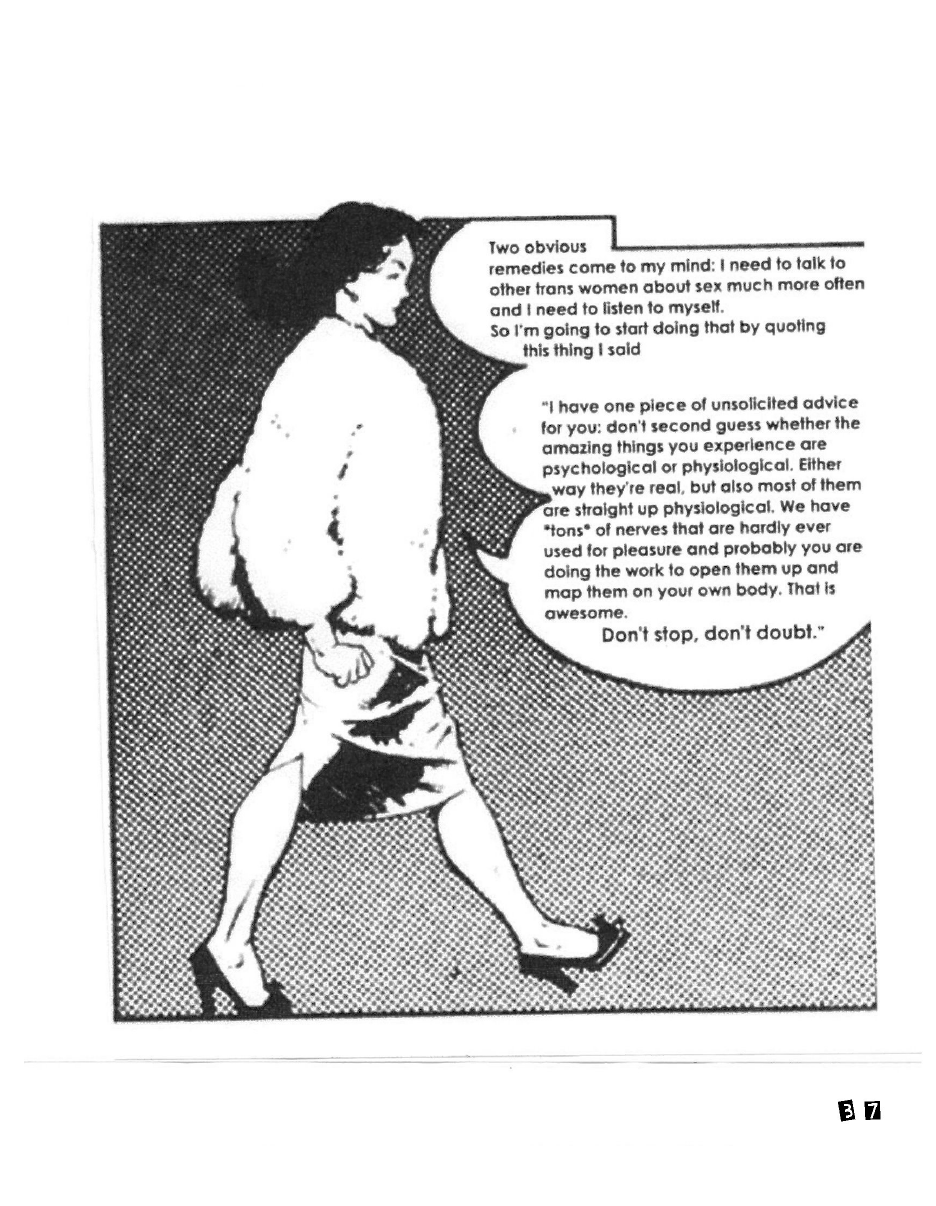 Two obvious
remedies come to my mind: I need to talk to
other trans women about sex much more often
and I need to listen to myself.
So I'm going to start doing that by quoting
this thing I said
"I have one piece of unsolicited advice
for you: don't second guess whether the
amazing things you experience are
psychological or physiological. Either
way they're real, but also most of them
are straight up physiological. We have
*tons* of nerves that are hardly ever
used for pleasure and probably you are
doing the work to open them up and
map them on your own body. That is
awesome.
Don't stop, don't doubt."
37